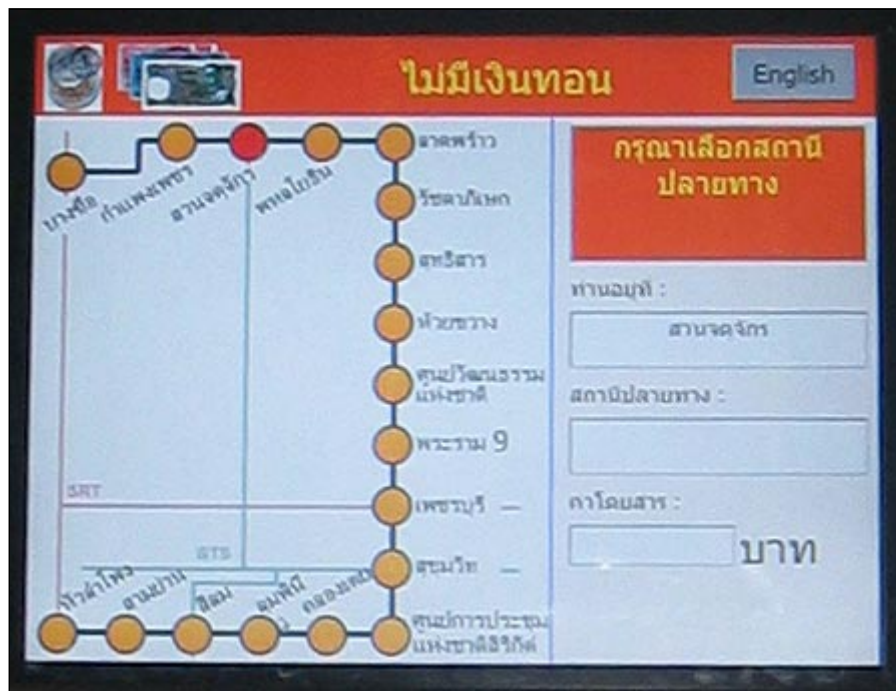 ไม่มีเงินทอน
English
ลาดพร้าว
กำแพงเพชร
บางซื่อ
สวนจตุจักร
พหลโยธิน
รัชดาภิเษก
สุทธิสาร
ห้วยขวาง
ศูนย์วัฒนธรรม
แห่งชาติ
พระราม 9
SRT
เพชรบุรี
BTS
สุขุมวิท
หัวลำโพง
สามย่าน
สีลม
ลุมพินี
คลองเตย
ศูนย์การประชุม
แห่งชาติสิริกิติ์
กรุณาเลือกสถานี
ปลายทาง
ท่านอยู่ที่ :
สวนจตุจักร
สถานีปลายทาง :
ค่าโดยสาร :
บาท